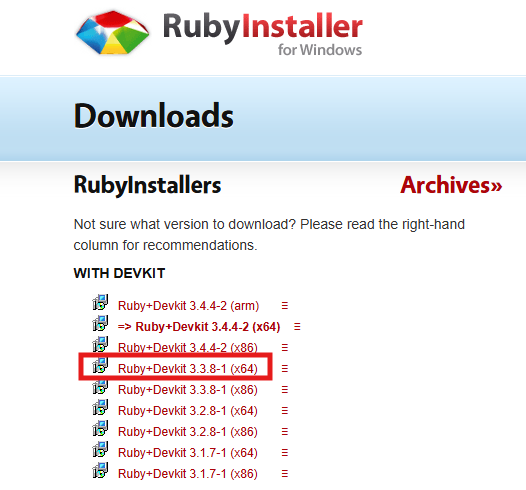 RubyInstaller
for Windows
Downloads
RubyInstallers
Archives»
Not sure what version to download? Please read the right-hand
column for recommendations.
WITH DEVKIT
Ruby+Devkit 3.4.4-2 (arm) ≡
=> Ruby+Devkit 3.4.4-2 (x64) ≡
Ruby+Devkit 3.4.4-2 (x86) ≡
Ruby+Devkit 3.3.8-1 (x64) ≡
Ruby+Devkit 3.3.8-1 (x86) ≡
Ruby+Devkit 3.2.8-1 (x64) ≡
Ruby+Devkit 3.2.8-1 (x86) ≡
Ruby+Devkit 3.1.7-1 (x64) ≡
Ruby+Devkit 3.1.7-1 (x86) ≡